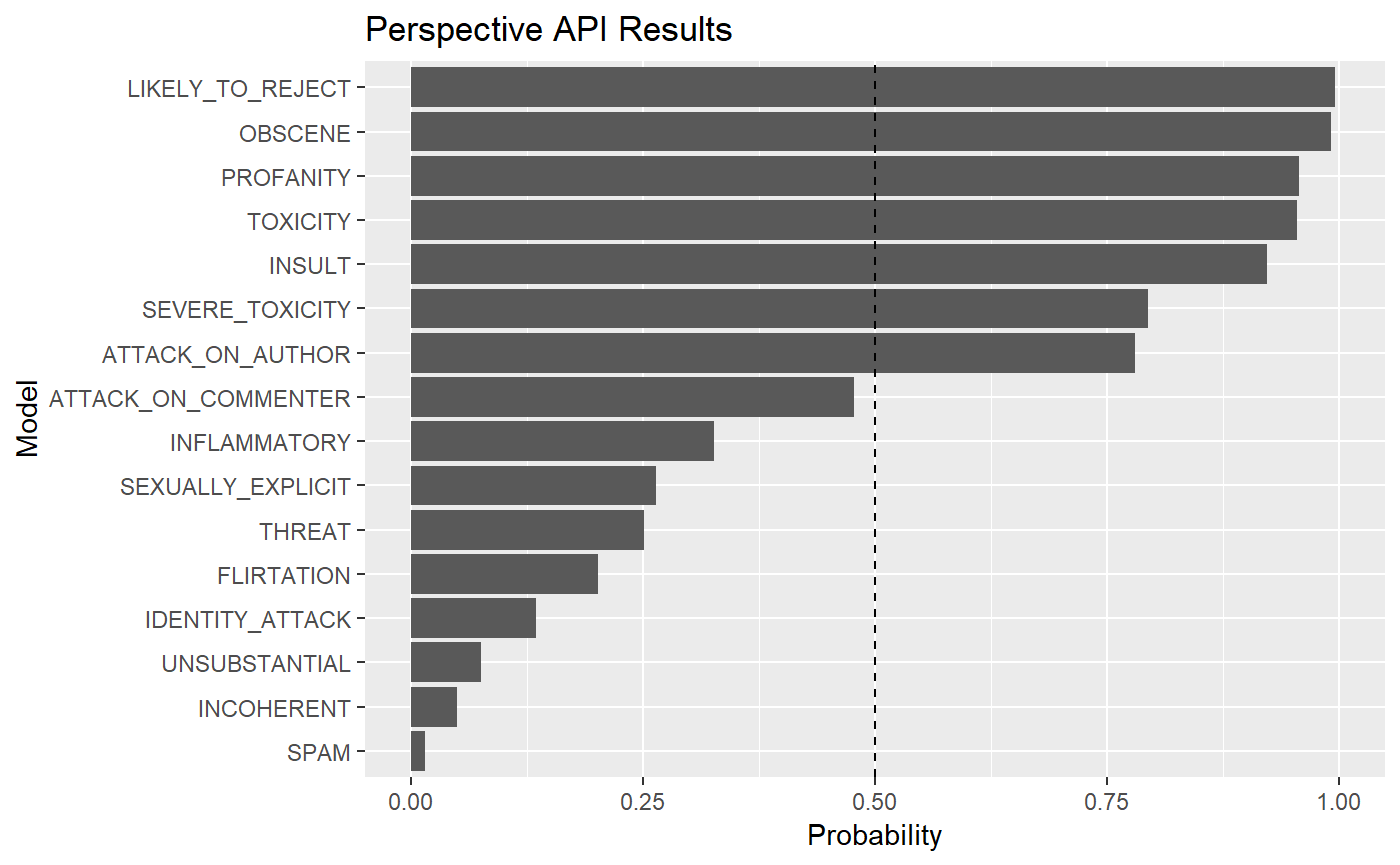 Perspective API Results
LIKELY_TO_REJECT
OBSCENE
PROFANITY
TOXICITY
INSULT
SEVERE_TOXICITY
ATTACK_ON_AUTHOR
ATTACK_ON_COMMENTER
INFLAMMATORY
SEXUALLY_EXPLICIT
THREAT
FLIRTATION
IDENTITY_ATTACK
UNSUBSTANTIAL
INCOHERENT
SPAM
Model
0.00 0.25 0.50 0.75 1.00
Probability